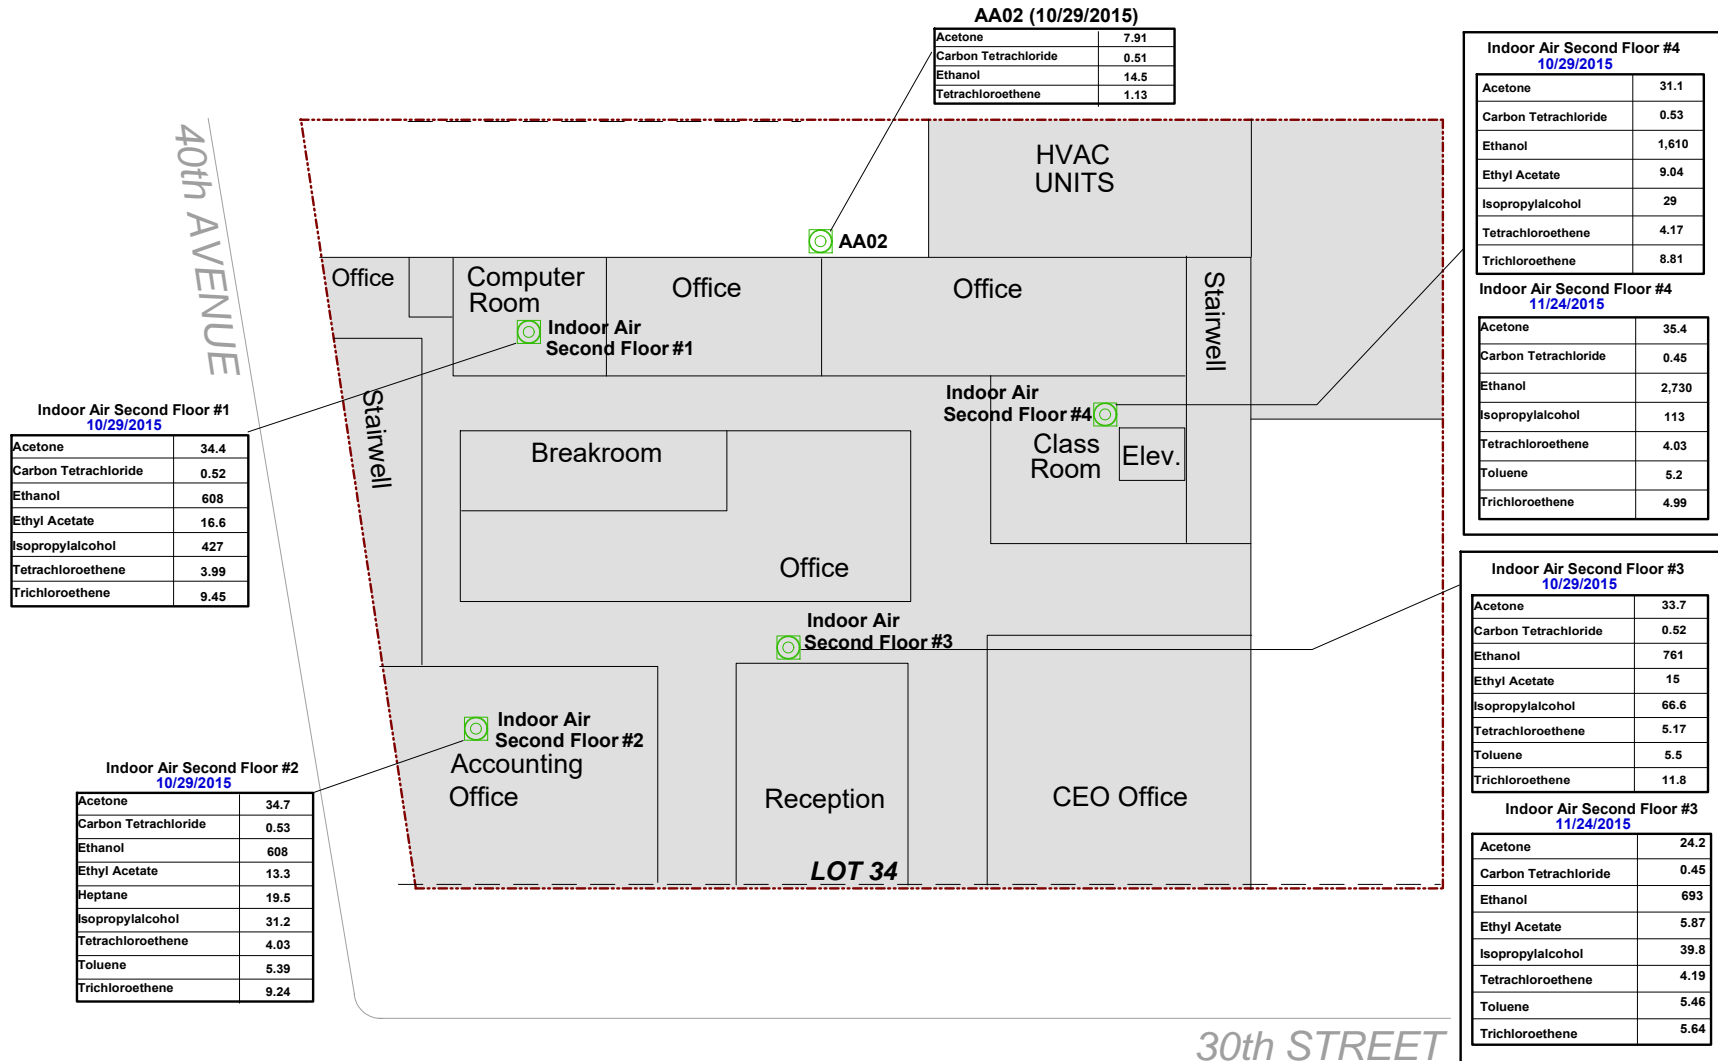 AA02 (10/29/2015)
Acetone 7.91
Carbon Tetrachloride 0.51
Ethanol 14.5
Tetrachloroethene 1.13
Indoor Air Second Floor #4
10/29/2015
Acetone 31.1
Carbon Tetrachloride 0.53
Ethanol 1,610
Ethyl Acetate 9.04
Isopropylalcohol 29
Tetrachloroethene 4.17
Trichloroethene 8.81
Indoor Air Second Floor #4
11/24/2015
Acetone 35.4
Carbon Tetrachloride 0.45
Ethanol 2,730
Isopropylalcohol 113
Tetrachloroethene 4.03
Toluene 5.2
Trichloroethene 4.99
40th AVENUE
HVAC
UNITS
AA02
Office
Computer
Room
Office
Office
Stairwell
Indoor Air
Second Floor #1
Stairwell
Indoor Air
Second Floor #4
Class
Room
Elev.
Breakroom
Office
Indoor Air Second Floor #1
10/29/2015
Acetone 34.4
Carbon Tetrachloride 0.52
Ethanol 608
Ethyl Acetate 16.6
Isopropylalcohol 427
Tetrachloroethene 3.99
Trichloroethene 9.45
Indoor Air
Second Floor #3
Indoor Air Second Floor #3
10/29/2015
Acetone 33.7
Carbon Tetrachloride 0.52
Ethanol 761
Ethyl Acetate 15
Isopropylalcohol 66.6
Tetrachloroethene 5.17
Toluene 5.5
Trichloroethene 11.8
Indoor Air Second Floor #3
11/24/2015
Acetone 24.2
Carbon Tetrachloride 0.45
Ethanol 693
Ethyl Acetate 5.87
Isopropylalcohol 39.8
Tetrachloroethene 4.19
Toluene 5.46
Trichloroethene 5.64
Indoor Air
Second Floor #2
Accounting
Office
Reception
CEO Office
LOT 34
Indoor Air Second Floor #2
10/29/2015
Acetone 34.7
Carbon Tetrachloride 0.53
Ethanol 608
Ethyl Acetate 13.3
Heptane 19.5
Isopropylalcohol 31.2
Tetrachloroethene 4.03
Toluene 5.39
Trichloroethene 9.24
30th STREET